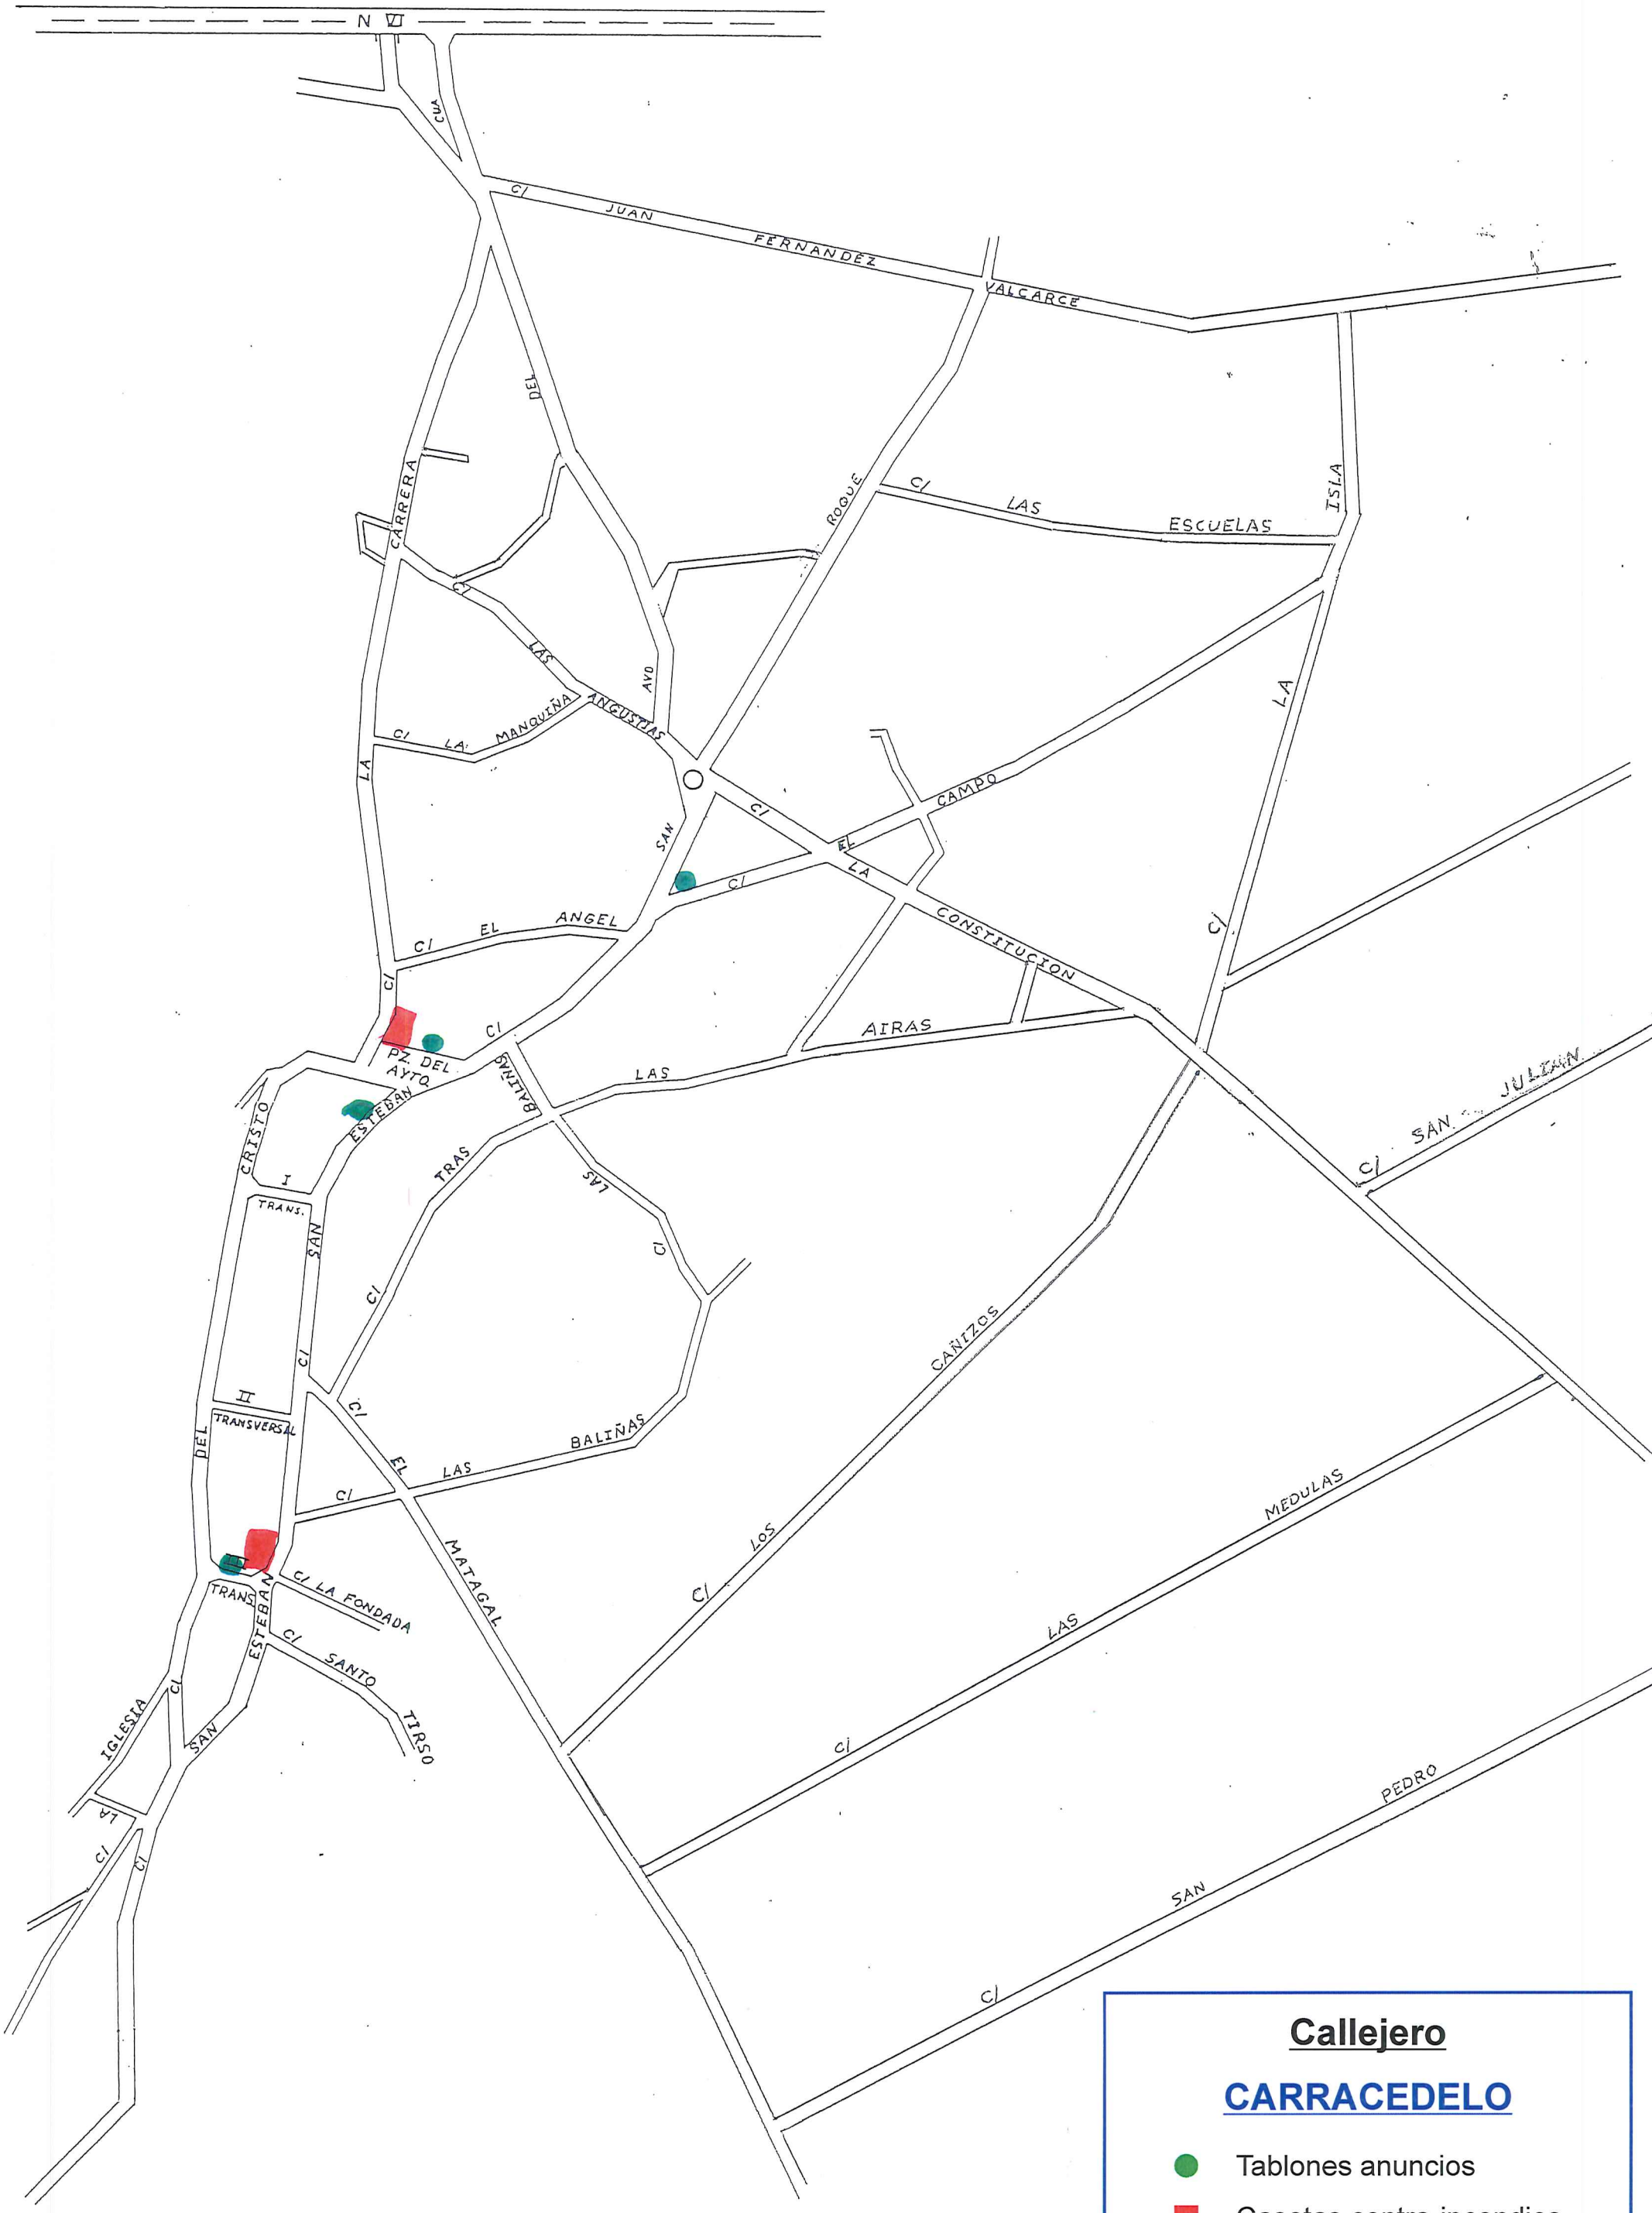 N VI
CUA
C/ JUAN FERNANDEZ VALCARCE
DEL
CARRERA
ROQUE
C/ LAS ESCUELAS
ISLA
C/
LAS
ANGUSTIAS
AVD
C/ LA MANQUIÑA
LA
LA
CAMPO
C/
SAN
EL
LA
C/
CONSTITUCION
C/ EL ANGEL
C/
C/
C/
AIRAS
PZ. DEL
AYTO.
BALIÑAS
LAS
ESTEBAN
CRISTO
SAN JULIAN
C/
TRAS
I
LAS
TRANS.
SAN
C/
C/
CAÑIZOS
C/
II
C/
TRANSVERSAL
DEL
BALIÑAS
EL
LAS
C/
MEDULAS
LOS
MATAGAL
III
C/ LA FONDADA
TRANS.
C/
ESTEBAN
C/ SANTO TIRSO
LAS
C/
IGLESIA
SAN
C/
PEDRO
LA
C/
C/
SAN
C/
Callejero
CARRACEDELO
Tablones anuncios